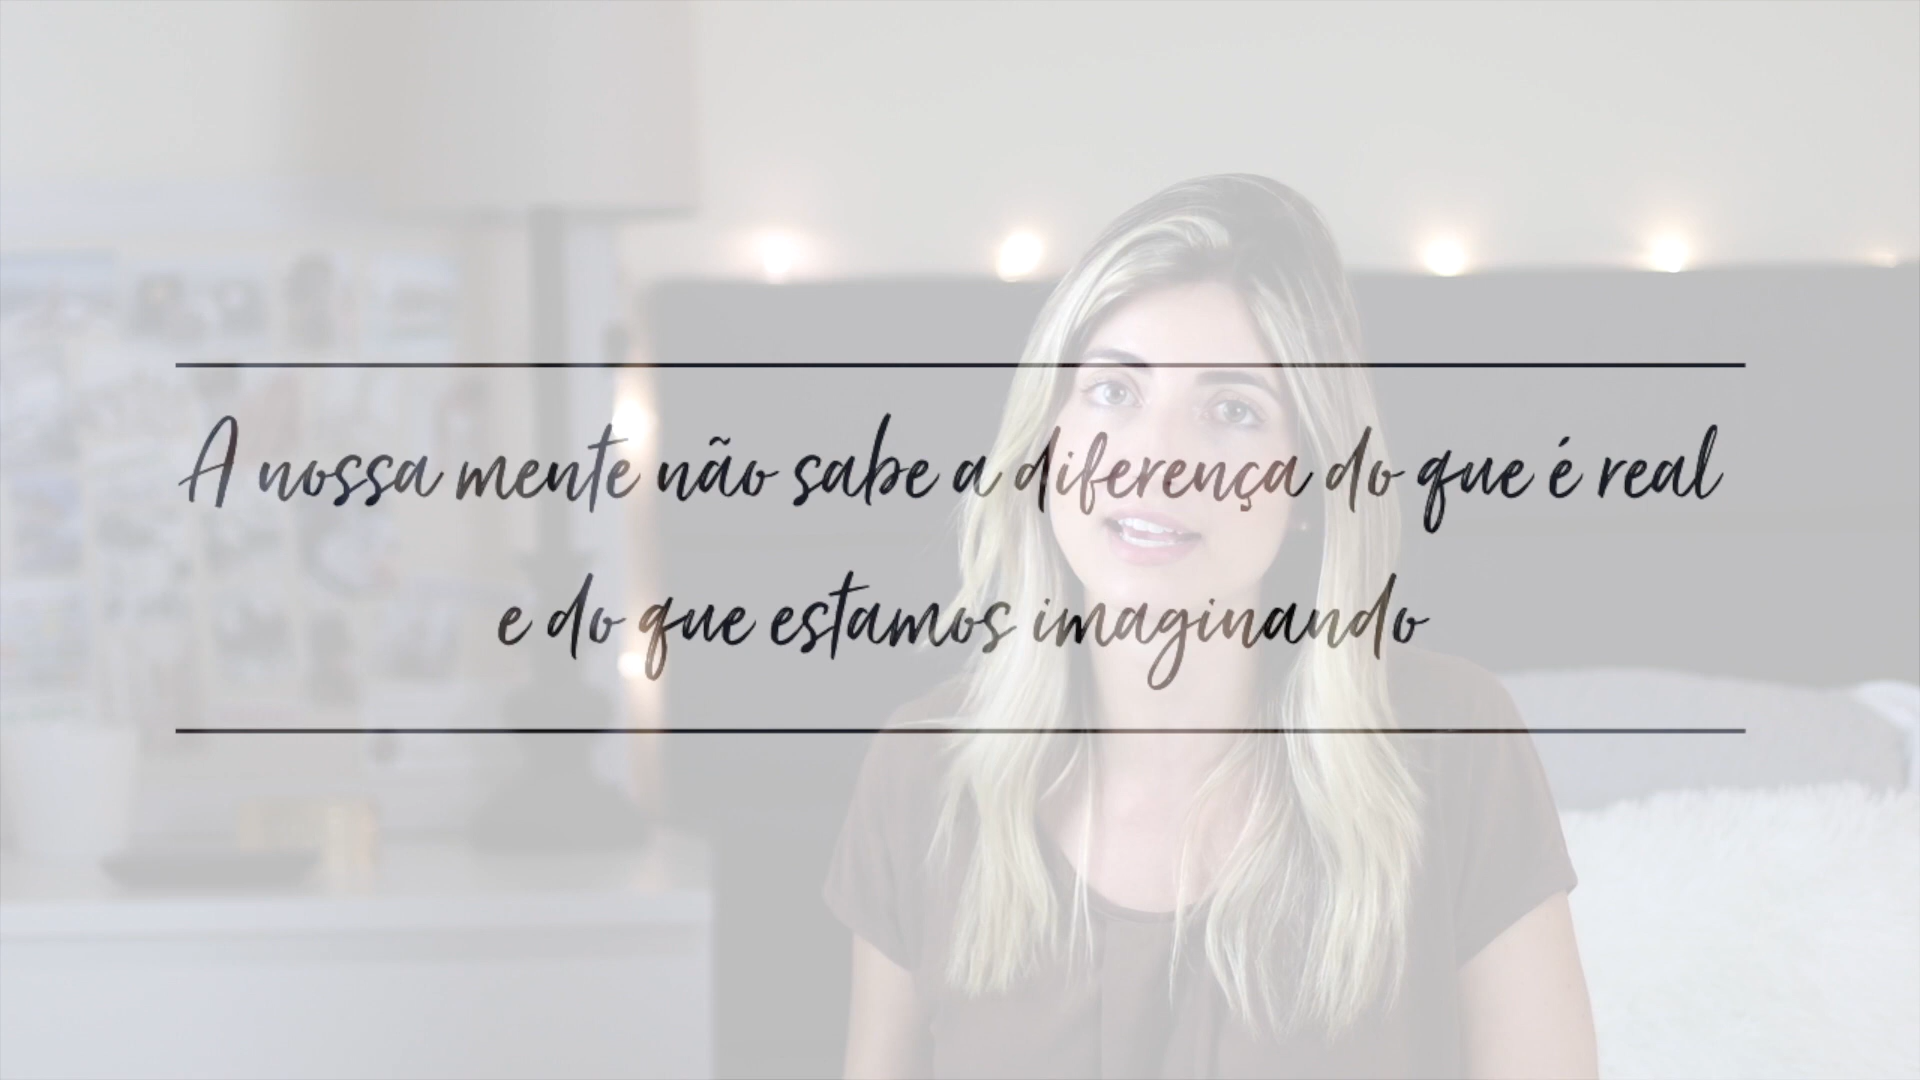 A nossa mente não sabe a diferença do que é real
e do que estamos imaginando